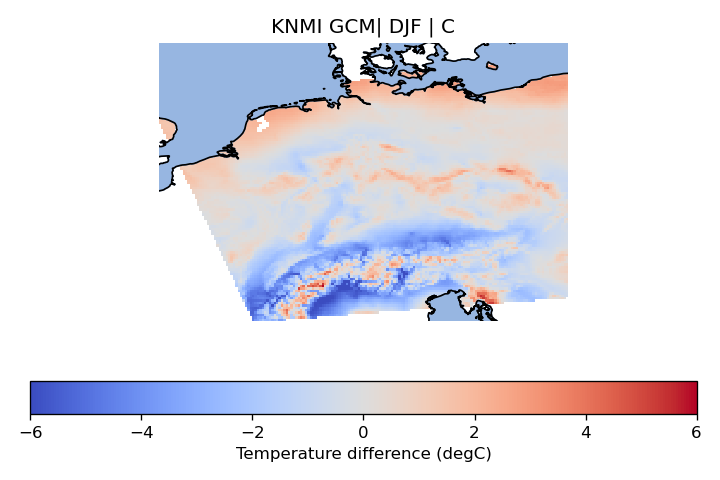 KNMI GCM| DJF | C
−6 −4 −2 0 2 4 6
Temperature difference (degC)